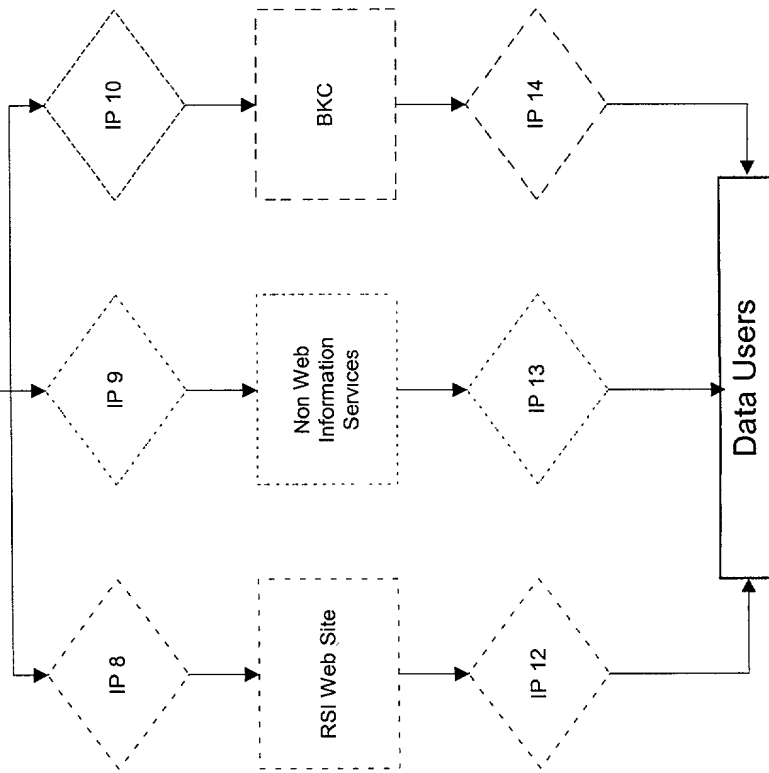 IP 8
IP 9
IP 10
RSI Web Site
Non Web
Information
Services
BKC
IP 12
IP 13
IP 14
Data Users